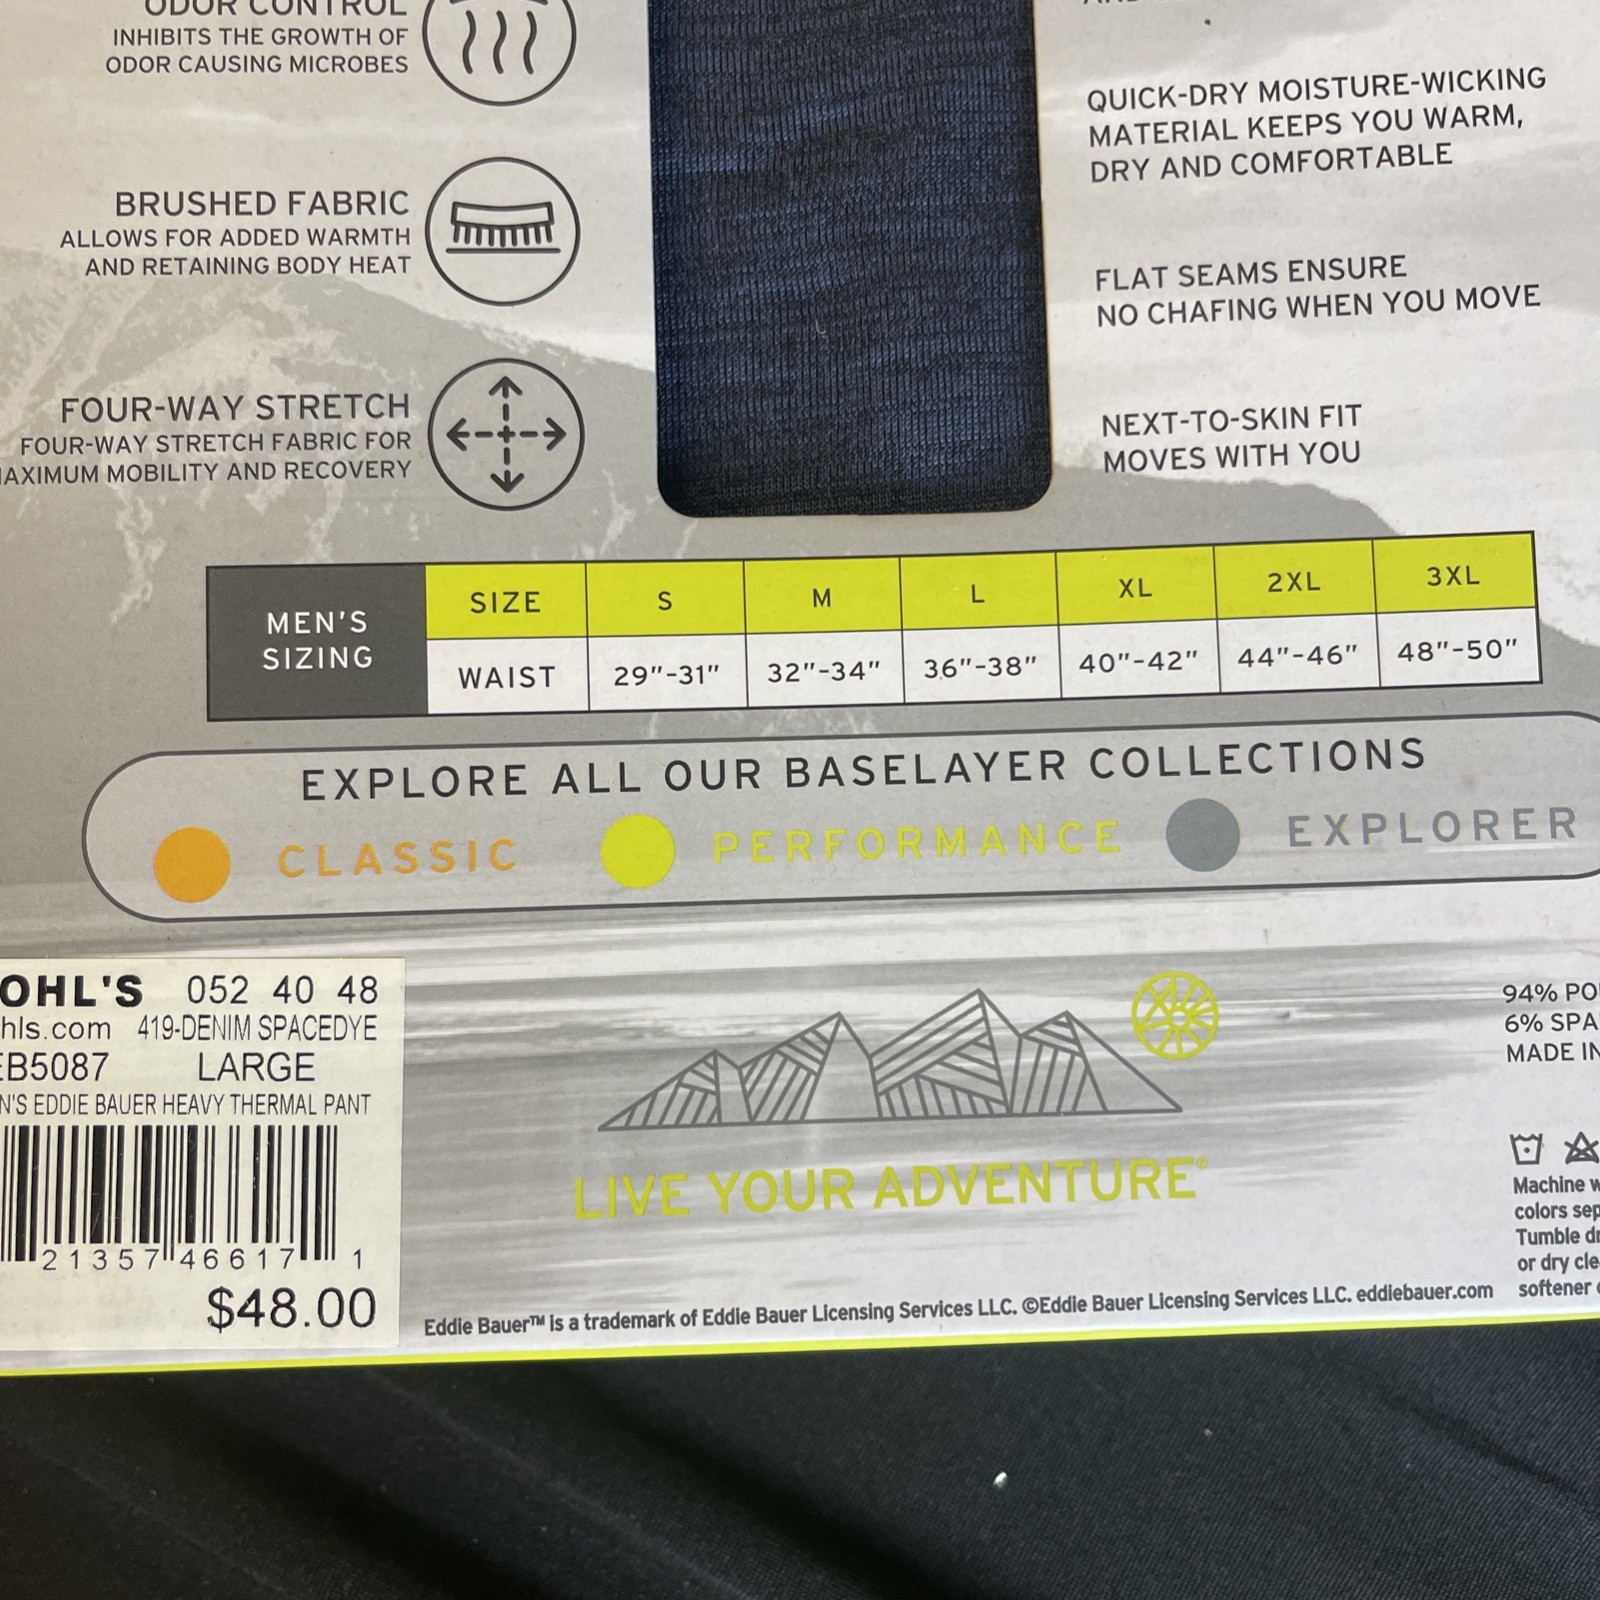 ODOR CONTROL
INHIBITS THE GROWTH OF
ODOR CAUSING MICROBES
BRUSHED FABRIC
ALLOWS FOR ADDED WARMTH
AND RETAINING BODY HEAT
FOUR-WAY STRETCH
FOUR-WAY STRETCH FABRIC FOR
AXIMUM MOBILITY AND RECOVERY
QUICK-DRY MOISTURE-WICKING
MATERIAL KEEPS YOU WARM,
DRY AND COMFORTABLE
FLAT SEAMS ENSURE
NO CHAFING WHEN YOU MOVE
NEXT-TO-SKIN FIT
MOVES WITH YOU
MEN'S
SIZING
SIZE S M L XL 2XL 3XL
WAIST 29"-31" 32"-34" 36"-38" 40"-42" 44"-46" 48"-50"
EXPLORE ALL OUR BASELAYER COLLECTIONS
CLASSIC PERFORMANCE EXPLORER
OHL'S 052 40 48
hls.com 419-DENIM SPACEDYE
EB5087 LARGE
N'S EDDIE BAUER HEAVY THERMAL PANT
21357 46617 1
$48.00
LIVE YOUR ADVENTURE®
Eddie Bauer™ is a trademark of Eddie Bauer Licensing Services LLC. ©Eddie Bauer Licensing Services LLC. eddiebauer.com
94% PO
6% SPA
MADE IN
Machine w
colors sep
Tumble dr
or dry cle
softener